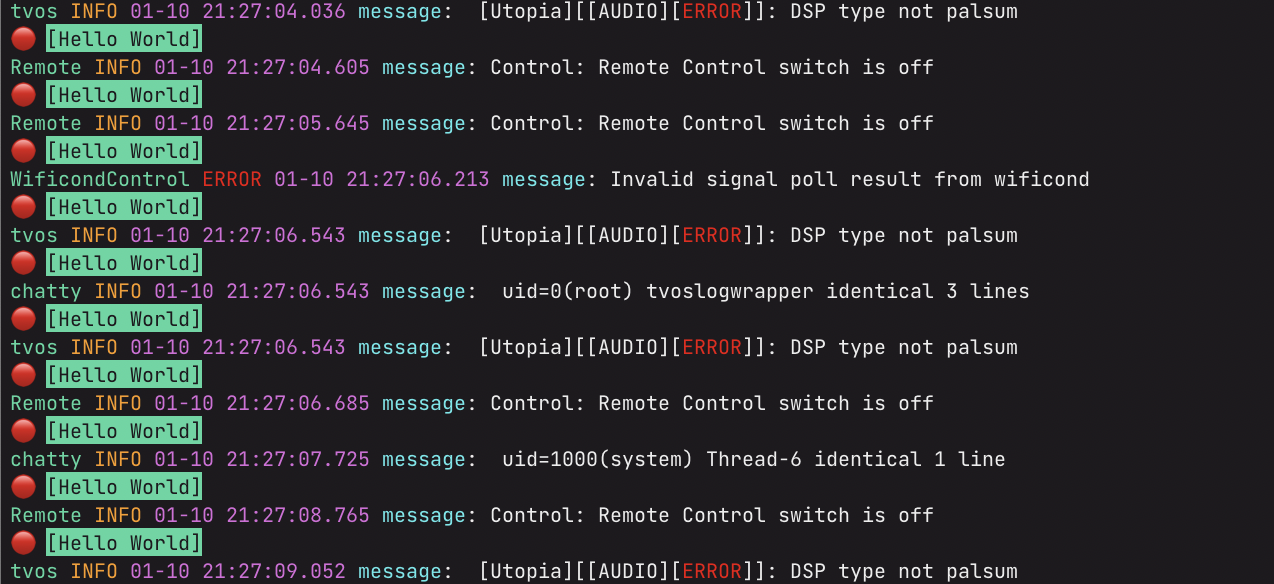 tvos INFO 01-10 21:27:04.036 message:  [Utopia][[AUDIO][ERROR]]: DSP type not palsum
[Hello World]
Remote INFO 01-10 21:27:04.605 message: Control: Remote Control switch is off
[Hello World]
Remote INFO 01-10 21:27:05.645 message: Control: Remote Control switch is off
[Hello World]
WificondControl ERROR 01-10 21:27:06.213 message: Invalid signal poll result from wificond
[Hello World]
tvos INFO 01-10 21:27:06.543 message:  [Utopia][[AUDIO][ERROR]]: DSP type not palsum
[Hello World]
chatty INFO 01-10 21:27:06.543 message:  uid=0(root) tvoslogwrapper identical 3 lines
[Hello World]
tvos INFO 01-10 21:27:06.543 message:  [Utopia][[AUDIO][ERROR]]: DSP type not palsum
[Hello World]
Remote INFO 01-10 21:27:06.685 message: Control: Remote Control switch is off
[Hello World]
chatty INFO 01-10 21:27:07.725 message:  uid=1000(system) Thread-6 identical 1 line
[Hello World]
Remote INFO 01-10 21:27:08.765 message: Control: Remote Control switch is off
[Hello World]
tvos INFO 01-10 21:27:09.052 message:  [Utopia][[AUDIO][ERROR]]: DSP type not palsum